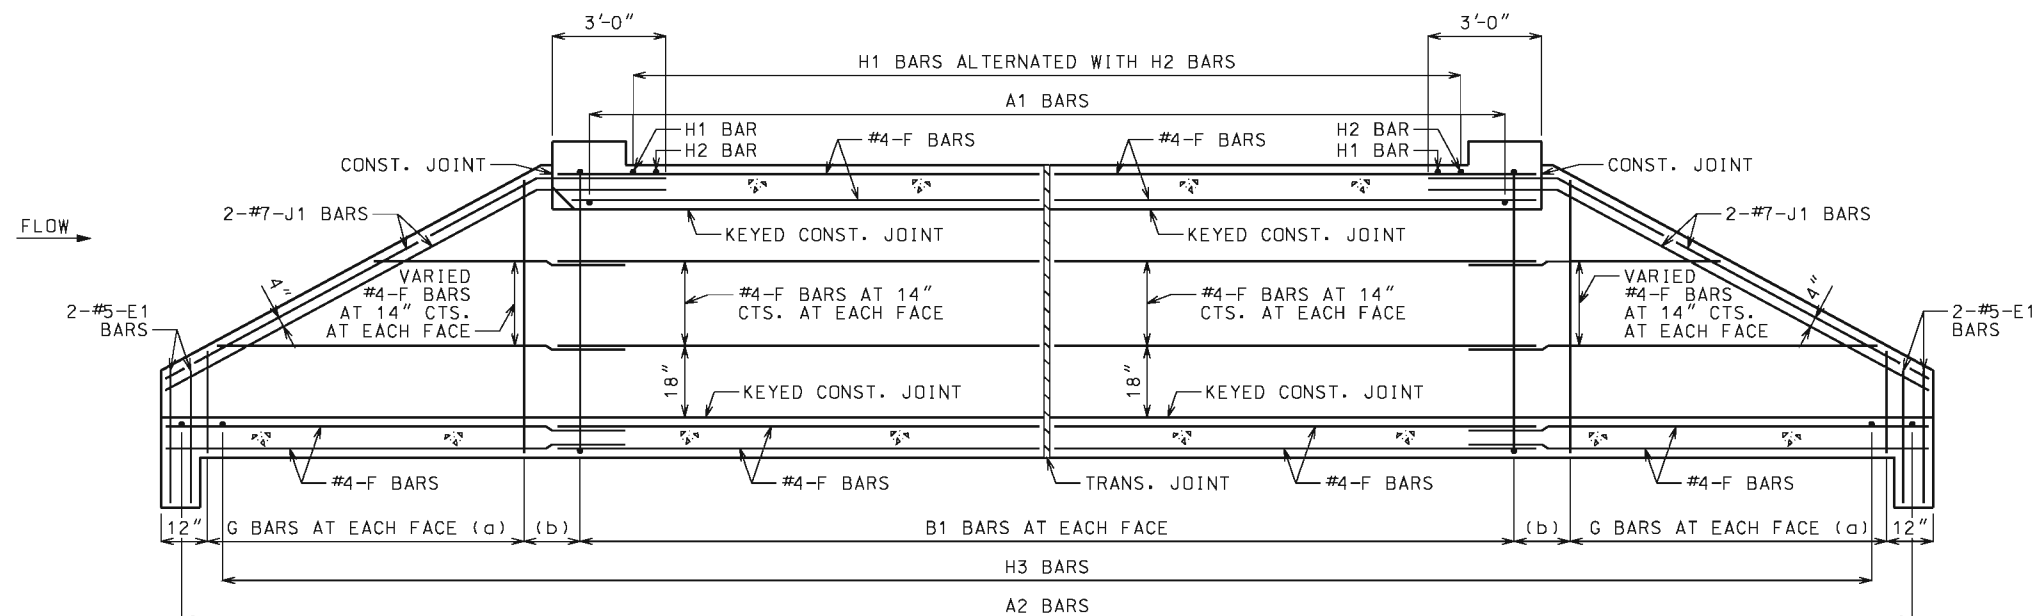 3'-0"
3'-0"
H1 BARS ALTERNATED WITH H2 BARS
A1 BARS
H1 BAR
H2 BAR
#4-F BARS
#4-F BARS
H2 BAR
H1 BAR
CONST. JOINT
CONST. JOINT
2-#7-J1 BARS
2-#7-J1 BARS
FLOW
KEYED CONST. JOINT
KEYED CONST. JOINT
4"
VARIED
#4-F BARS
AT 14" CTS.
AT EACH FACE
#4-F BARS AT 14"
CTS. AT EACH FACE
#4-F BARS AT 14"
CTS. AT EACH FACE
VARIED
#4-F BARS
AT 14" CTS.
AT EACH FACE
4"
2-#5-E1
BARS
2-#5-E1
BARS
18"
18"
KEYED CONST. JOINT
KEYED CONST. JOINT
#4-F BARS
#4-F BARS
TRANS. JOINT
#4-F BARS
#4-F BARS
12"
G BARS AT EACH FACE (a)
(b)
B1 BARS AT EACH FACE
(b)
G BARS AT EACH FACE (a)
12"
H3 BARS
A2 BARS